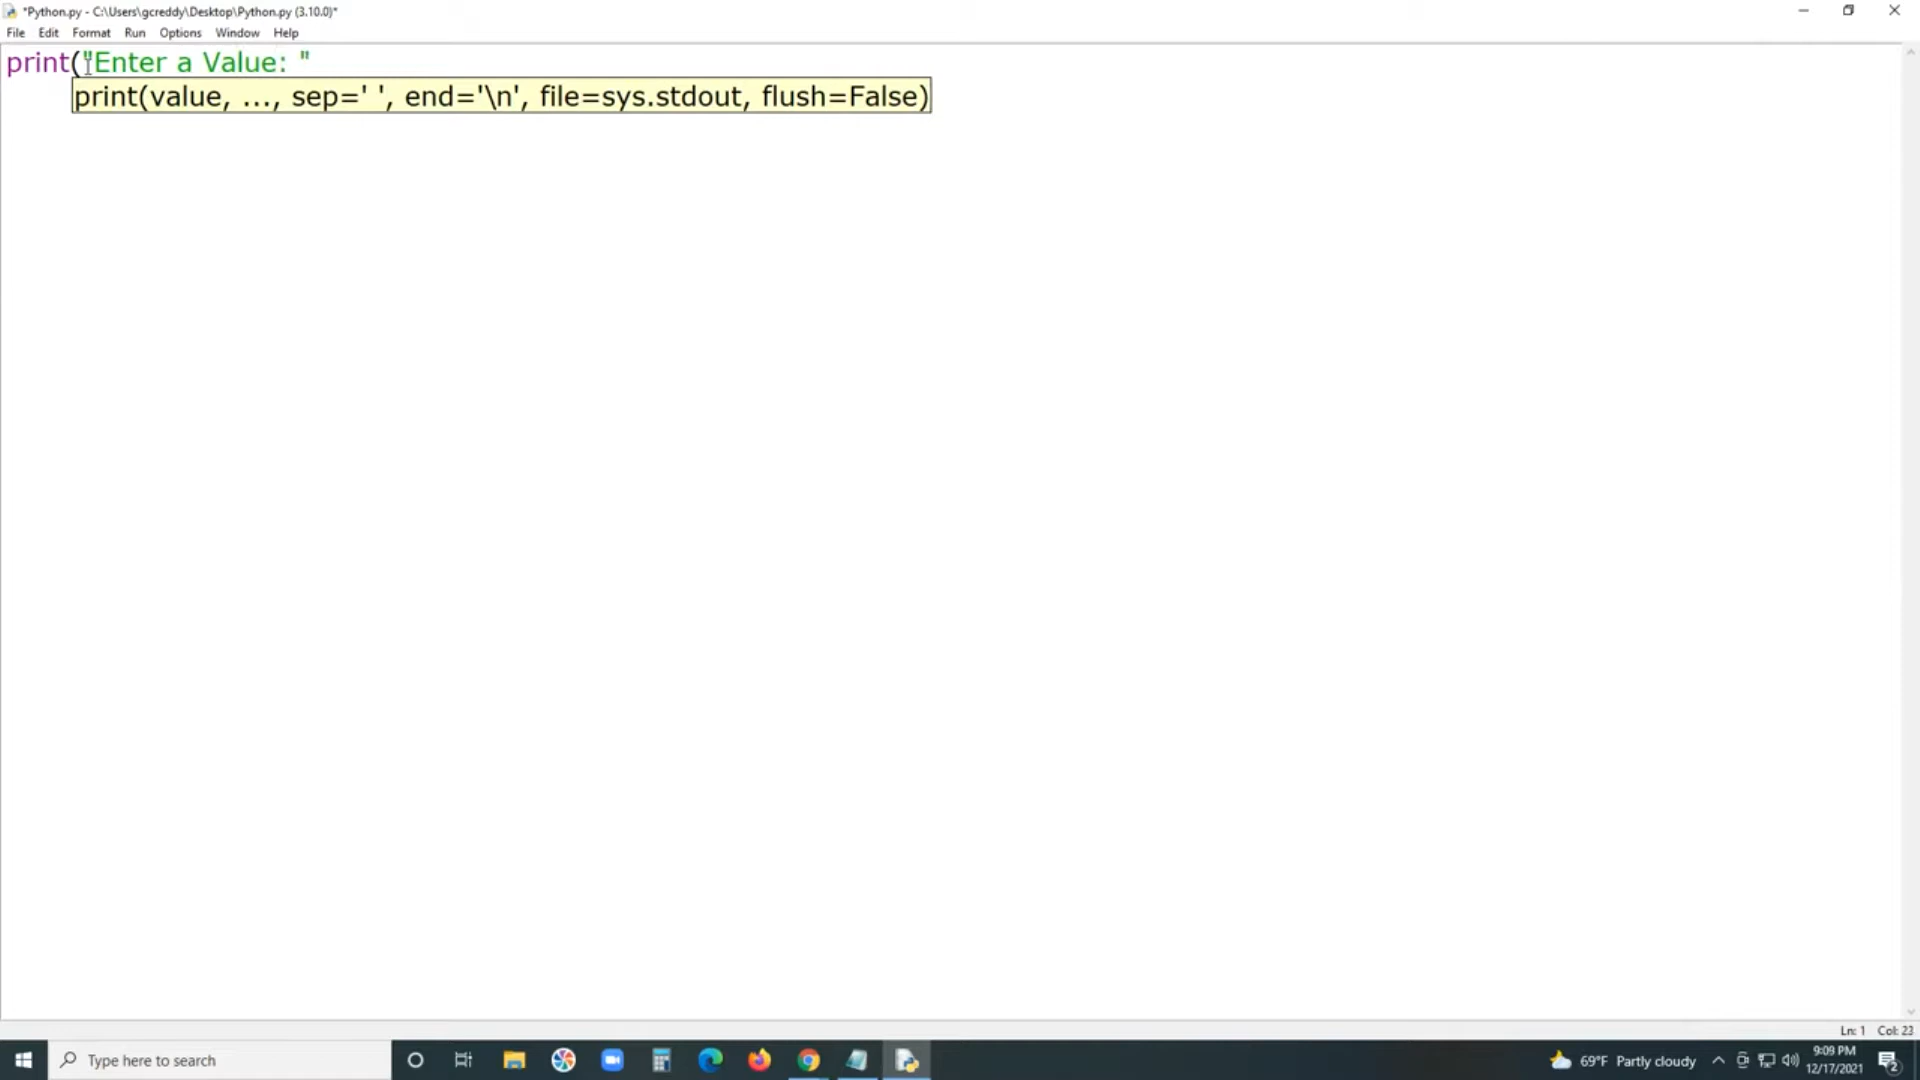 *Python.py - C:\Users\gcreddy\Desktop\Python.py (3.10.0)*
File Edit Format Run Options Window Help
print("Enter a Value: "
print(value, ..., sep=' ', end='\n', file=sys.stdout, flush=False)
Ln: 1 Col: 23
Type here to search
69°F Partly cloudy
9:09 PM
12/17/2021
2